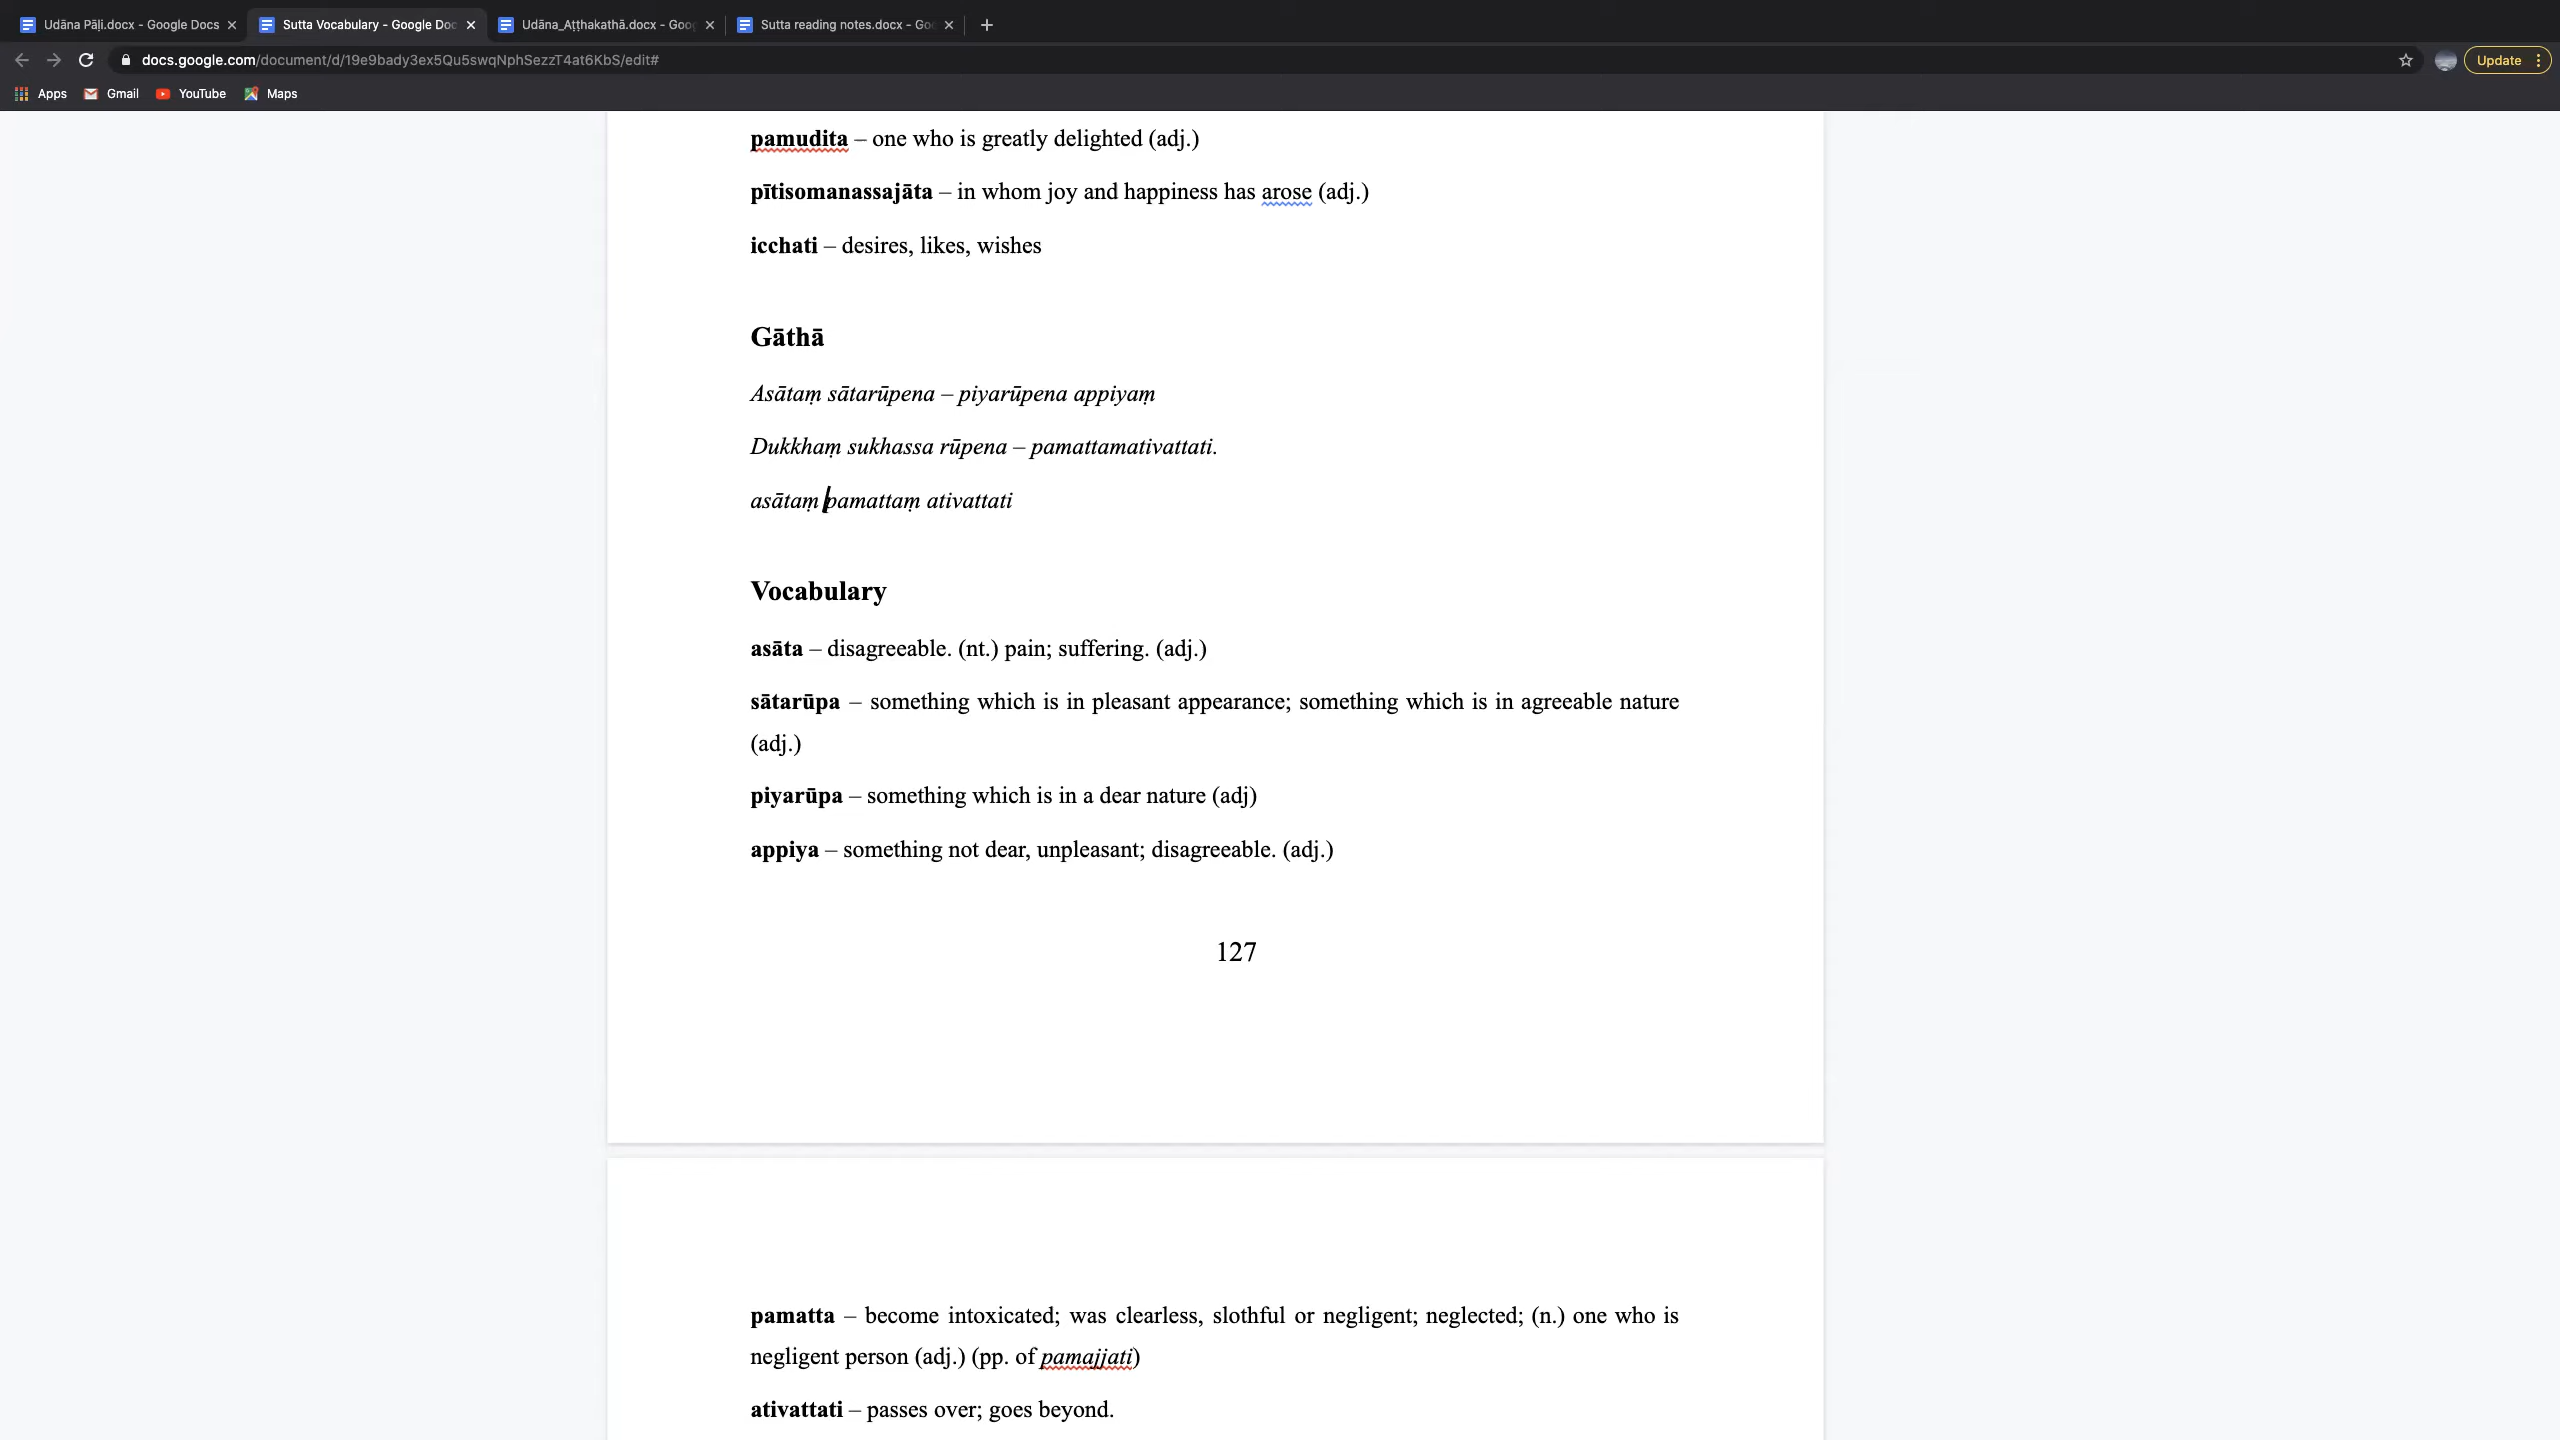 Udāna Pāḷi.docx - Google Docs
Sutta Vocabulary - Google Doc
Udāna_Aṭṭhakathā.docx - Goog
Sutta reading notes.docx - Goo
docs.google.com/document/d/19e9bady3ex5Qu5swqNphSezzT4at6KbS/edit#
Update
Apps
Gmail
YouTube
Maps
pamudita – one who is greatly delighted (adj.)
pītisomanassajāta – in whom joy and happiness has arose (adj.)
icchati – desires, likes, wishes
Gāthā
Asātaṃ sātarūpena – piyarūpena appiyaṃ
Dukkhaṃ sukhassa rūpena – pamattamativattati.
asātaṃ pamattaṃ ativattati
Vocabulary
asāta – disagreeable. (nt.) pain; suffering. (adj.)
sātarūpa – something which is in pleasant appearance; something which is in agreeable nature
(adj.)
piyarūpa – something which is in a dear nature (adj)
appiya – something not dear, unpleasant; disagreeable. (adj.)
127
pamatta – become intoxicated; was clearless, slothful or negligent; neglected; (n.) one who is
negligent person (adj.) (pp. of pamajjati)
ativattati – passes over; goes beyond.